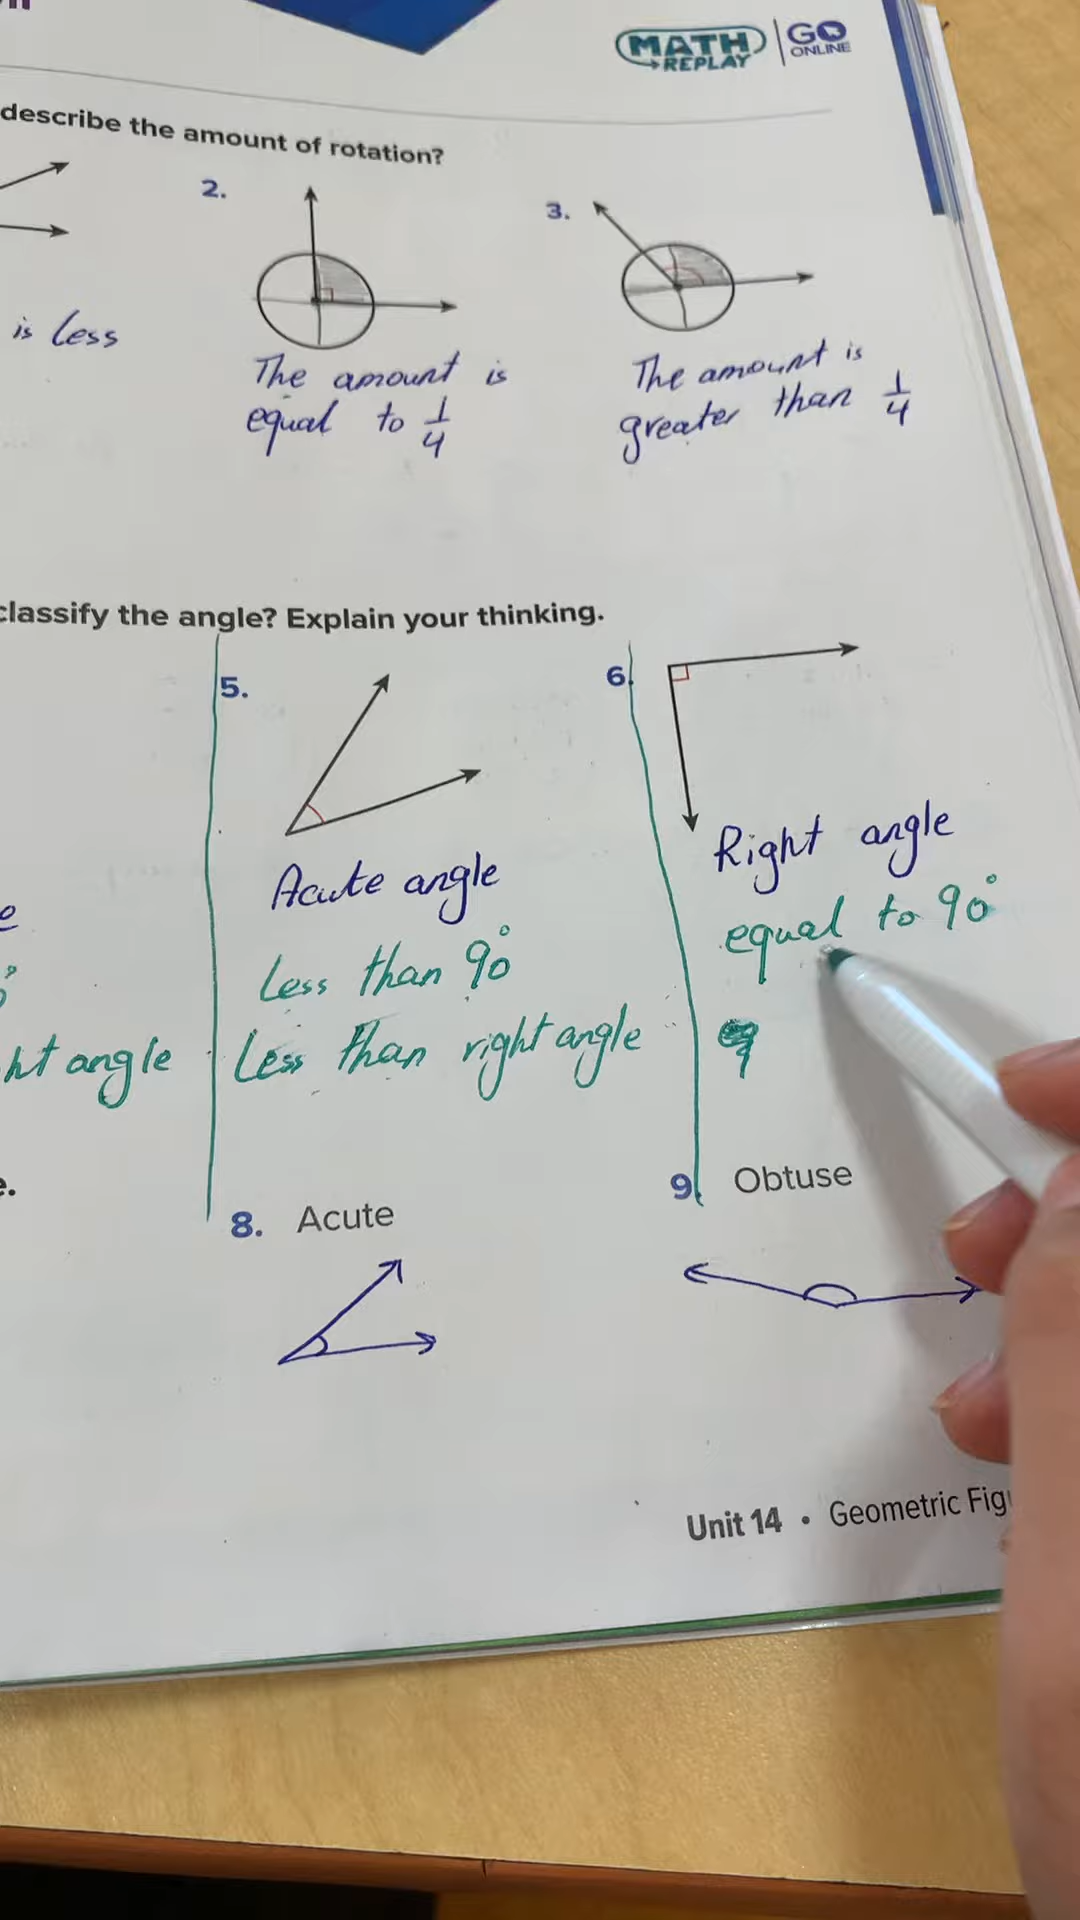 MATH
REPLAY
GO
ONLINE
describe the amount of rotation?
2.
3.
is less
The amount is
equal to 1/4
The amount is
greater than 1/4
classify the angle? Explain your thinking.
5.
6.
Acute angle
Less than 90°
Less than right angle
Right angle
equal to 90°
ht angle
8. Acute
9. Obtuse
Unit 14 • Geometric Fig